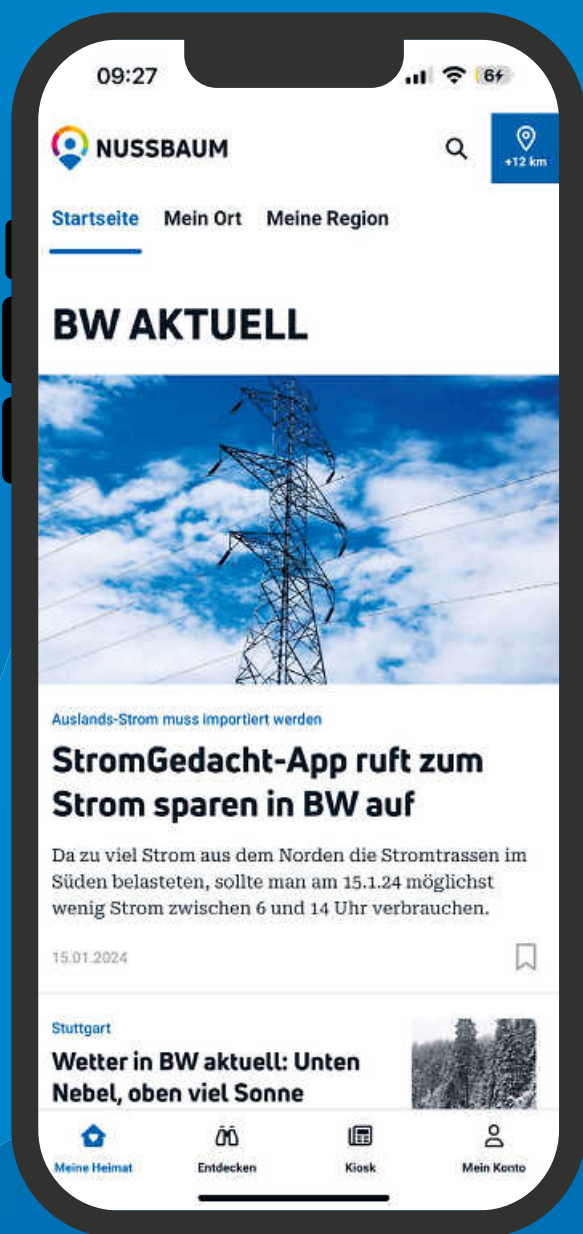 09:27
64
NUSSBAUM
+12 km
Startseite Mein Ort Meine Region
BW AKTUELL
Auslands-Strom muss importiert werden
StromGedacht-App ruft zum
Strom sparen in BW auf
Da zu viel Strom aus dem Norden die Stromtrassen im
Süden belasteten, sollte man am 15.1.24 möglichst
wenig Strom zwischen 6 und 14 Uhr verbrauchen.
15.01.2024
Stuttgart
Wetter in BW aktuell: Unten
Nebel, oben viel Sonne
Meine Heimat Entdecken Kiosk Mein Konto